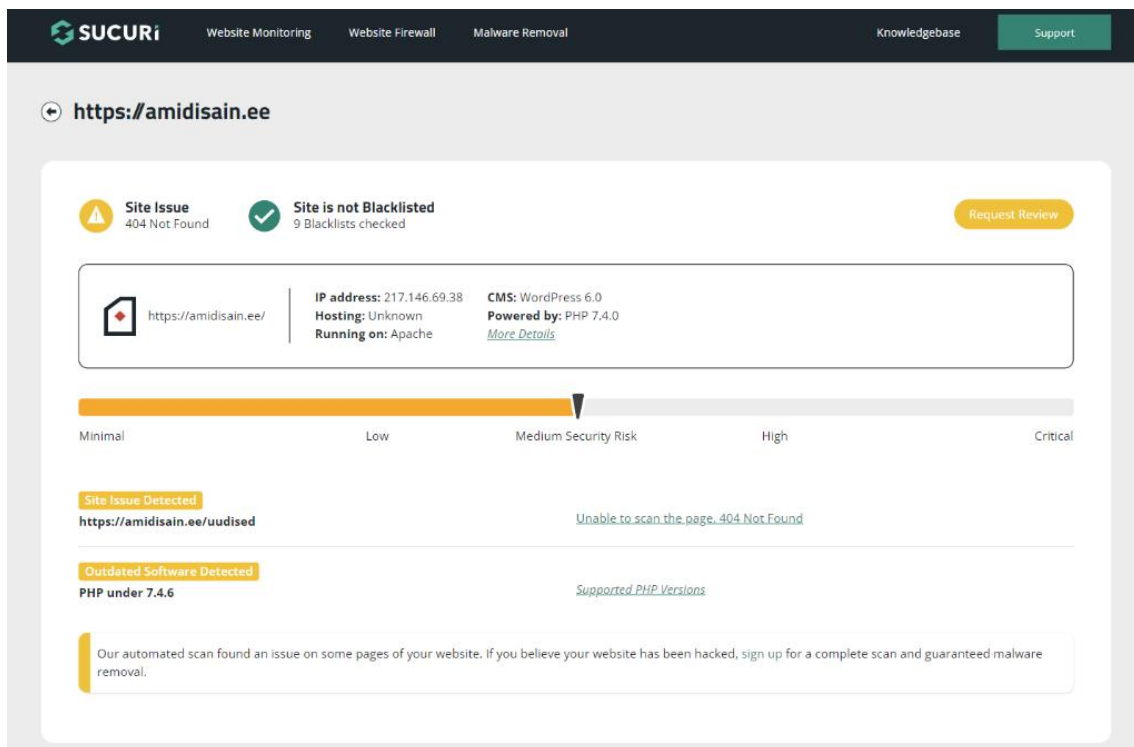 SUCURi Website Monitoring Website Firewall Malware Removal Knowledgebase Support
https://amidisain.ee
Site Issue
404 Not Found
Site is not Blacklisted
9 Blacklists checked
Request Review
https://amidisain.ee/
IP address: 217.146.69.38
Hosting: Unknown
Running on: Apache
CMS: WordPress 6.0
Powered by: PHP 7.4.0
More Details
Minimal Low Medium Security Risk High Critical
Site Issue Detected
https://amidisain.ee/uudised Unable to scan the page. 404 Not Found
Outdated Software Detected
PHP under 7.4.6 Supported PHP Versions
Our automated scan found an issue on some pages of your website. If you believe your website has been hacked, sign up for a complete scan and guaranteed malware
removal.